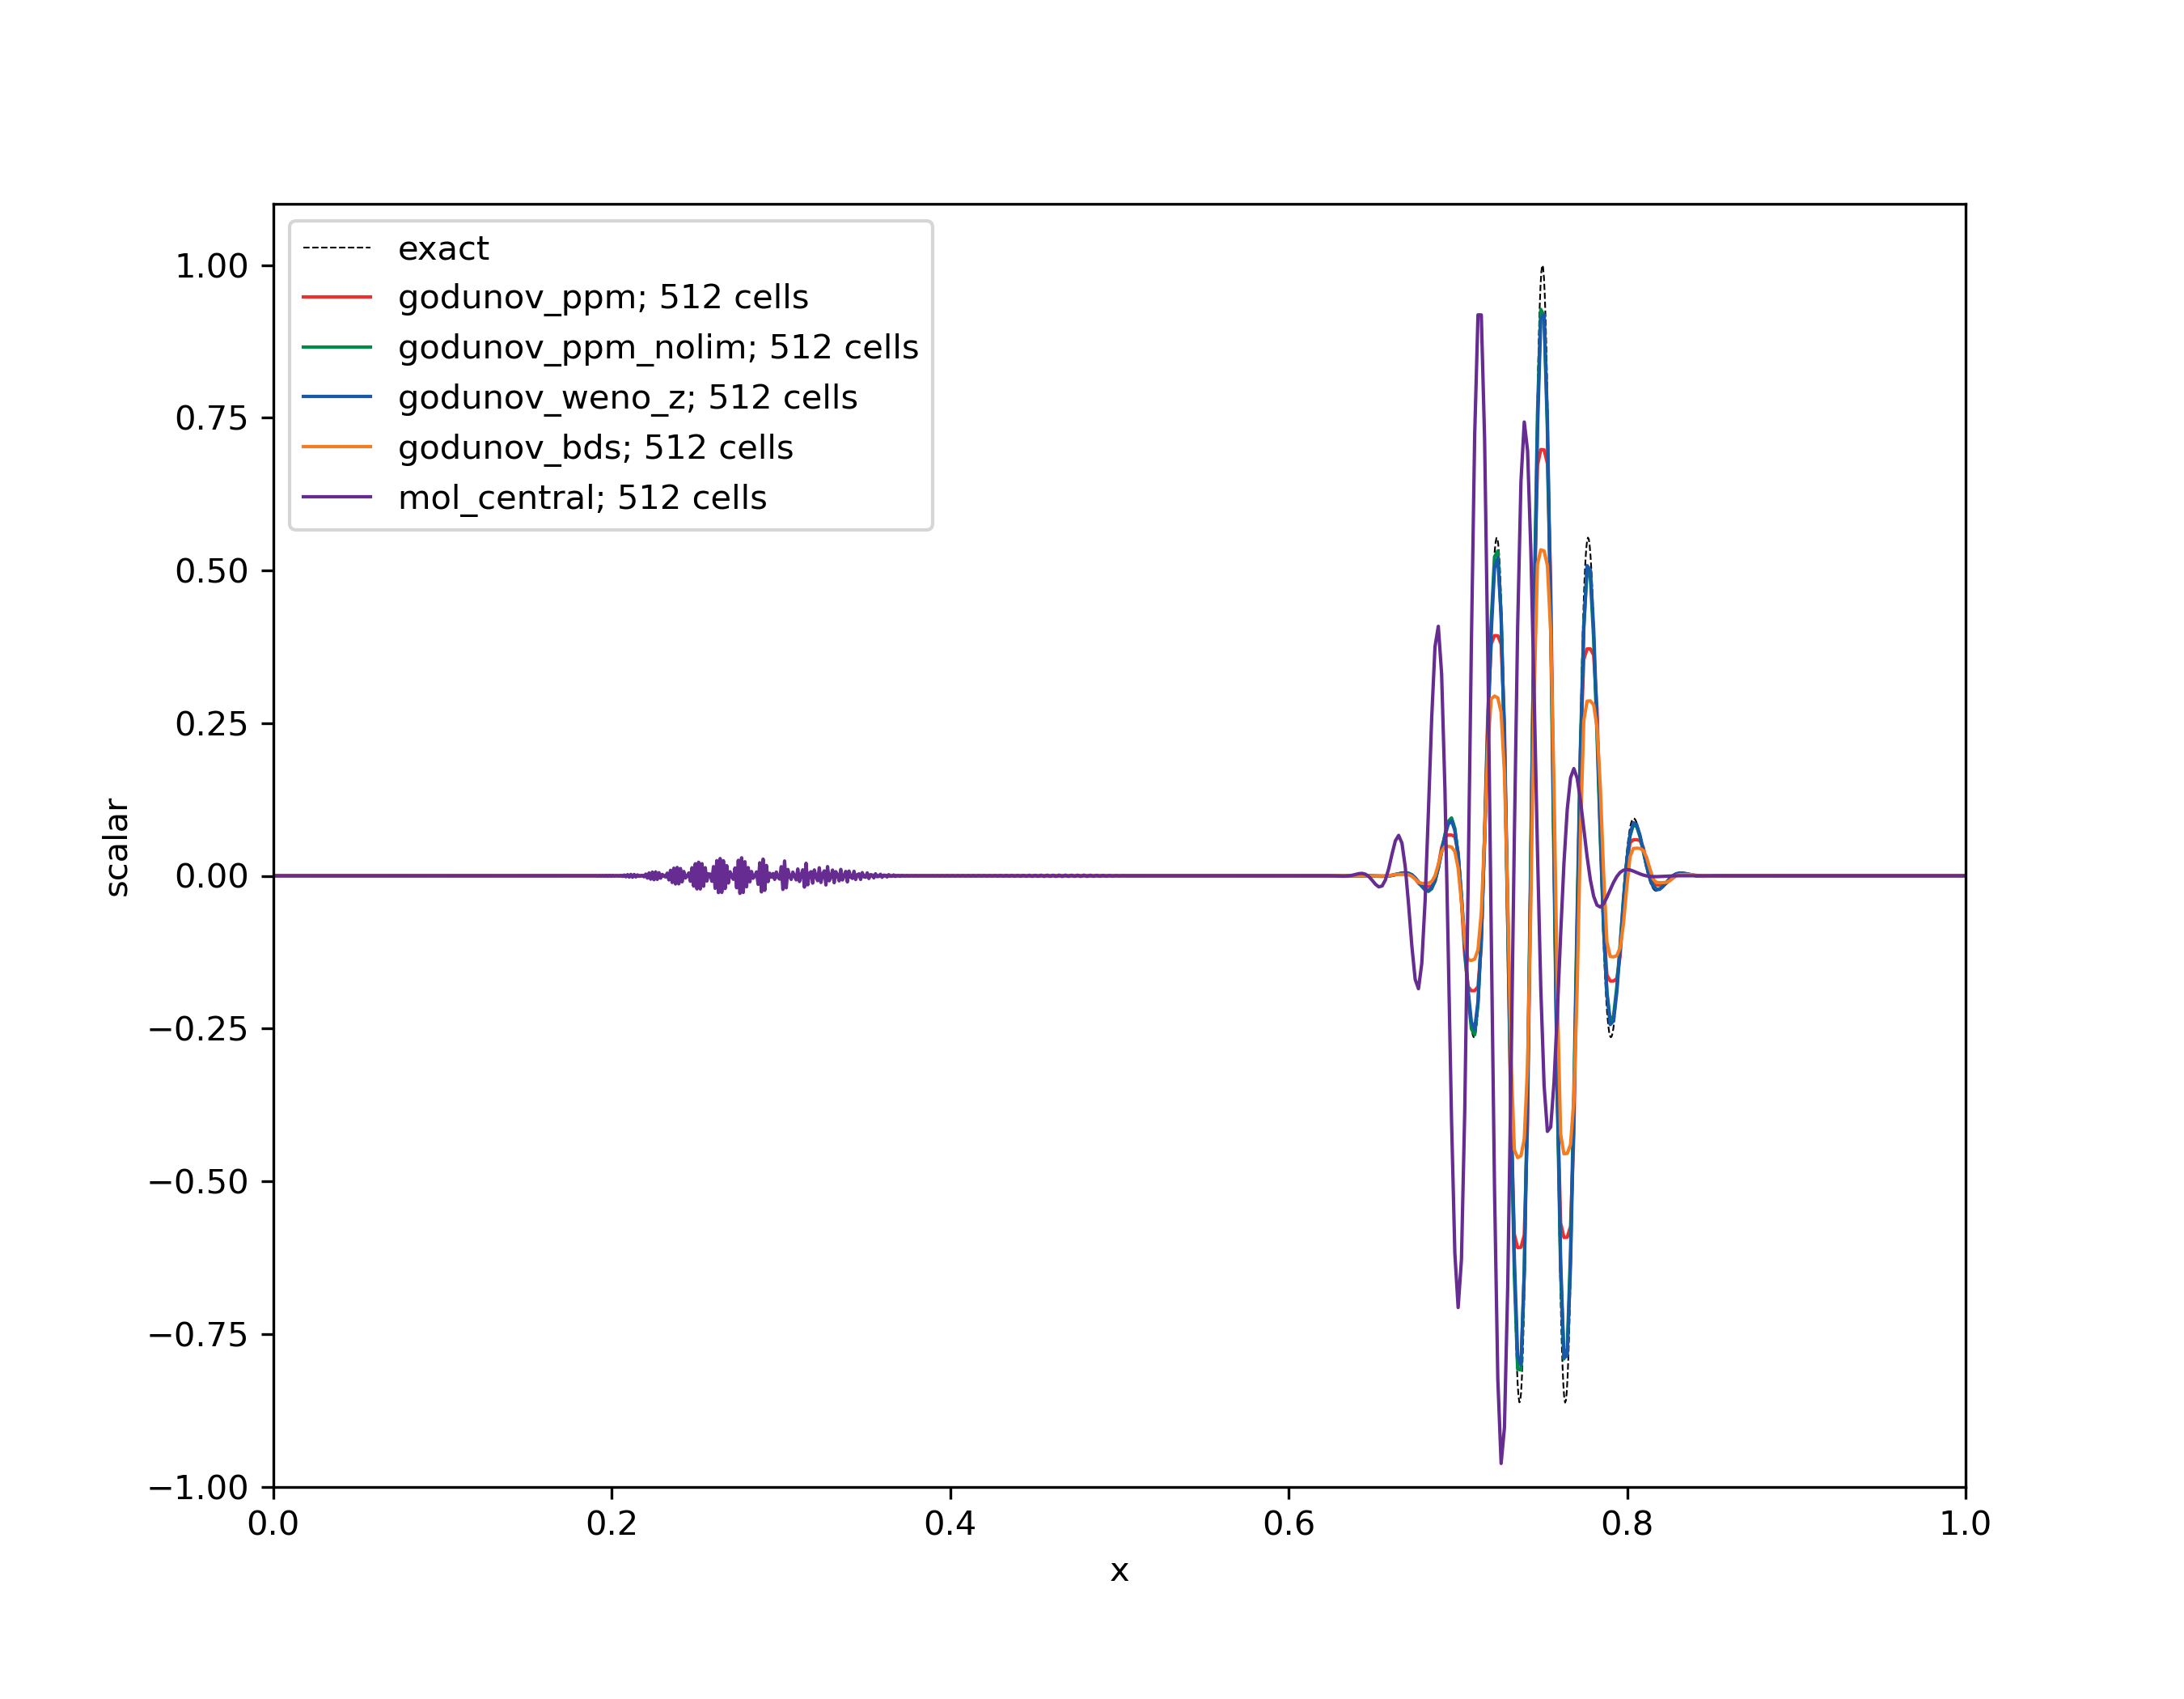 exact
godunov_ppm; 512 cells
godunov_ppm_nolim; 512 cells
godunov_weno_z; 512 cells
godunov_bds; 512 cells
mol_central; 512 cells
1.00
0.75
0.50
0.25
0.00
−0.25
−0.50
−0.75
−1.00
scalar
0.0 0.2 0.4 0.6 0.8 1.0
x